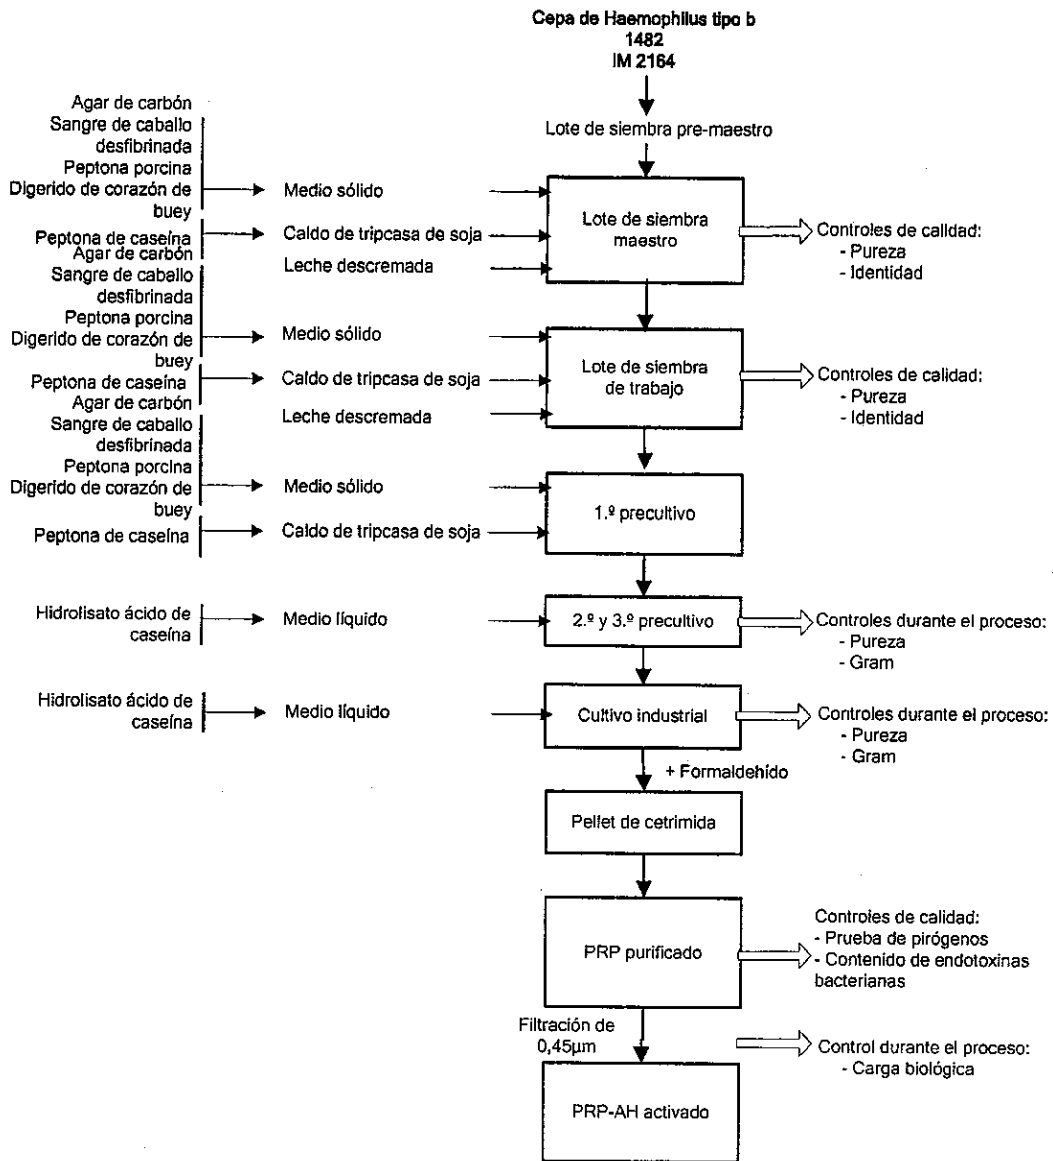 Cepa de Haemophilus tipo b
1482
IM 2164
Lote de siembra pre-maestro
Agar de carbón
Sangre de caballo
desfibrinada
Peptona porcina
Digerido de corazón de
buey
Medio sólido
Peptona de caseína
Caldo de tripcasa de soja
Leche descremada
Lote de siembra
maestro
Controles de calidad:
- Pureza
- Identidad
Agar de carbón
Sangre de caballo
desfibrinada
Peptona porcina
Digerido de corazón de
buey
Medio sólido
Peptona de caseína
Caldo de tripcasa de soja
Leche descremada
Lote de siembra
de trabajo
Controles de calidad:
- Pureza
- Identidad
Agar de carbón
Sangre de caballo
desfibrinada
Peptona porcina
Digerido de corazón de
buey
Medio sólido
Peptona de caseína
Caldo de tripcasa de soja
1.º precultivo
Hidrolisato ácido de
caseína
Medio líquido
2.º y 3.º precultivo
Controles durante el proceso:
- Pureza
- Gram
Hidrolisato ácido de
caseína
Medio líquido
Cultivo industrial
Controles durante el proceso:
- Pureza
- Gram
+ Formaldehído
Pellet de cetrimida
PRP purificado
Controles de calidad:
- Prueba de pirógenos
- Contenido de endotoxinas
bacterianas
Filtración de
0,45µm
Control durante el proceso:
- Carga biológica
PRP-AH activado